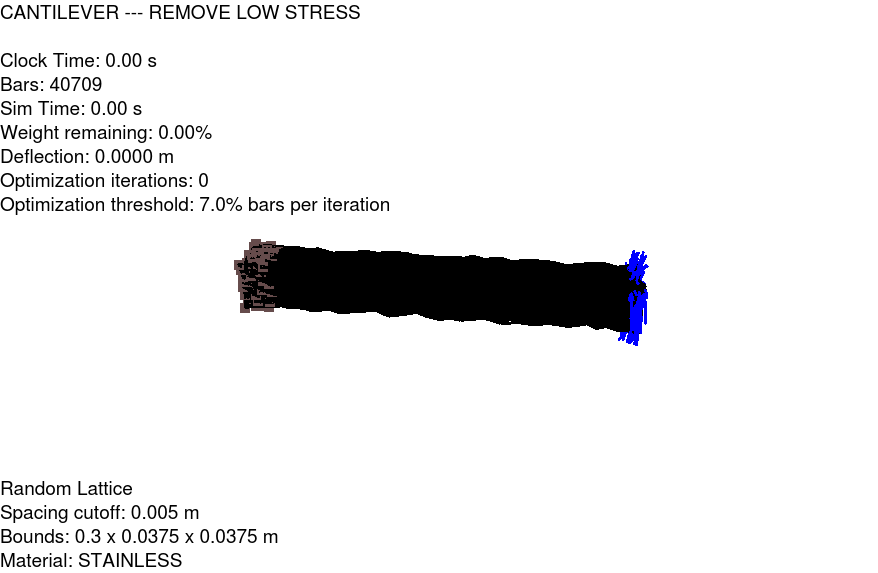 CANTILEVER --- REMOVE LOW STRESS
Clock Time: 0.00 s
Bars: 40709
Sim Time: 0.00 s
Weight remaining: 0.00%
Deflection: 0.0000 m
Optimization iterations: 0
Optimization threshold: 7.0% bars per iteration
Random Lattice
Spacing cutoff: 0.005 m
Bounds: 0.3 x 0.0375 x 0.0375 m
Material: STAINLESS